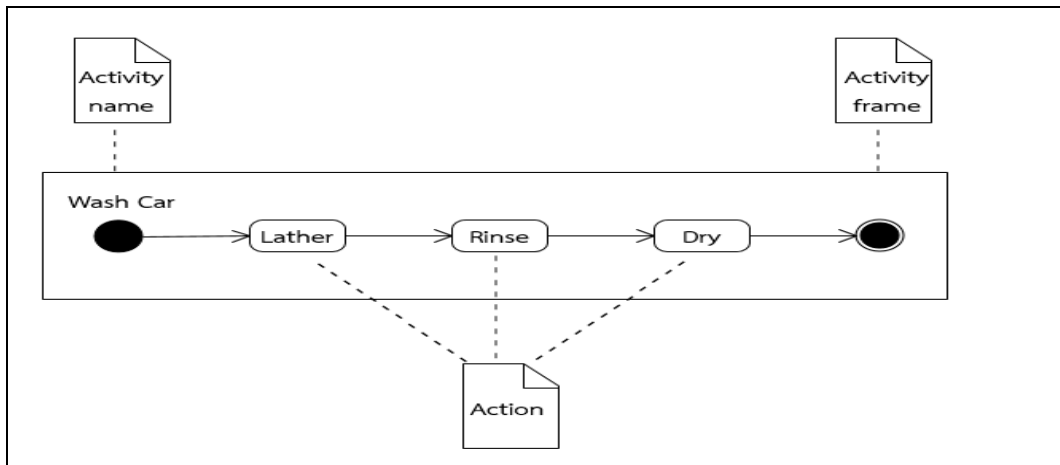 Activity
name
Activity
frame
Wash Car
Lather
Rinse
Dry
Action